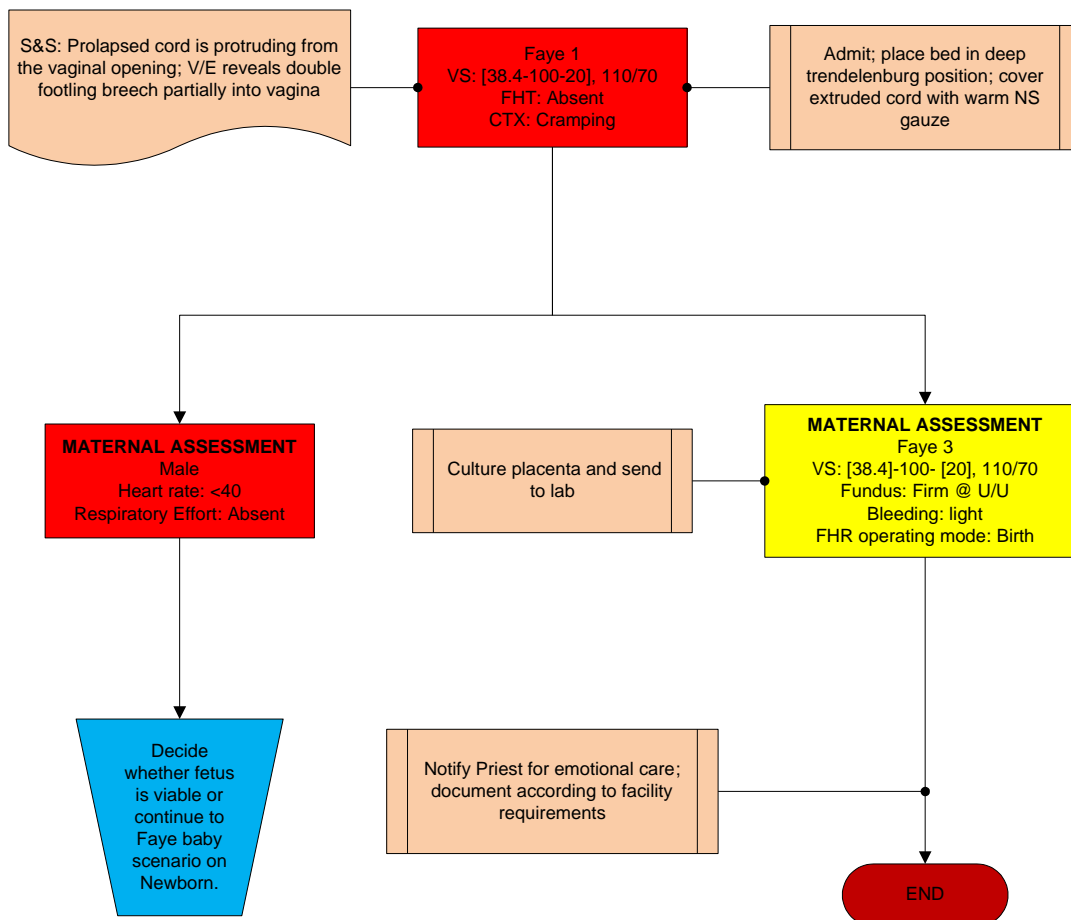 S&S: Prolapsed cord is protruding from
the vaginal opening; V/E reveals double
footling breech partially into vagina
Faye 1
VS: [38.4-100-20], 110/70
FHT: Absent
CTX: Cramping
Admit; place bed in deep
trendelenburg position; cover
extruded cord with warm NS
gauze
MATERNAL ASSESSMENT
Male
Heart rate: <40
Respiratory Effort: Absent
Culture placenta and send
to lab
MATERNAL ASSESSMENT
Faye 3
VS: [38.4]-100- [20], 110/70
Fundus: Firm @ U/U
Bleeding: light
FHR operating mode: Birth
Decide
whether fetus
is viable or
continue to
Faye baby
scenario on
Newborn.
Notify Priest for emotional care;
document according to facility
requirements
END